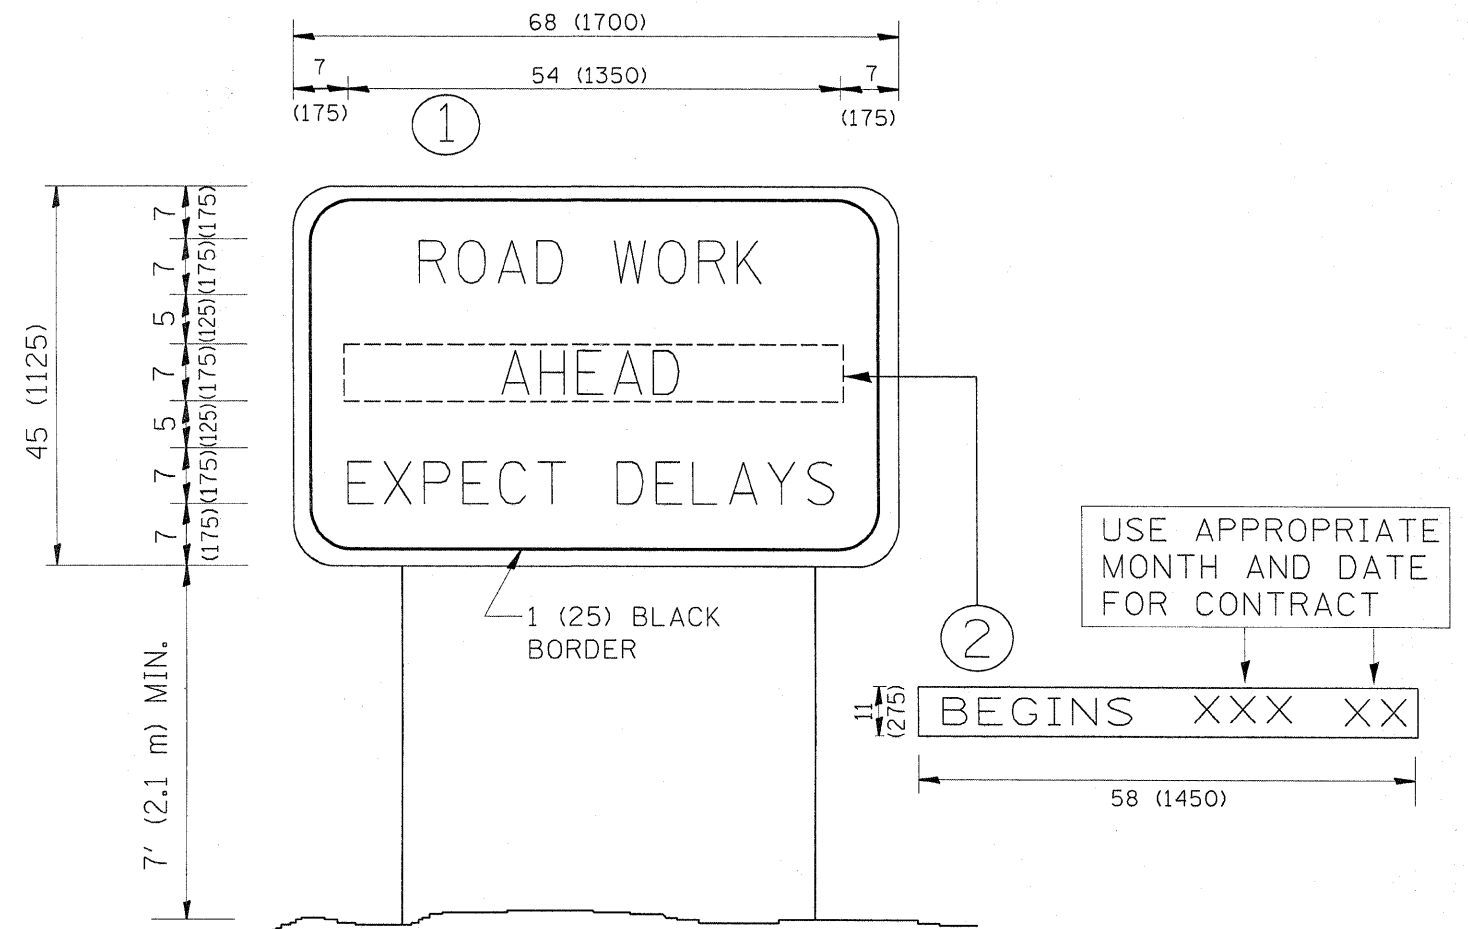 68 (1700)
7
54 (1350)
7
(175)
(175)
1
45 (1125)
7 (175)
7 (175)
5 (125)
7 (175)
5 (125)
7 (175)
7 (175)
ROAD WORK
AHEAD
EXPECT DELAYS
1 (25) BLACK
BORDER
7' (2.1 m) MIN.
2
USE APPROPRIATE
MONTH AND DATE
FOR CONTRACT
11
(275)
BEGINS XXX XX
58 (1450)